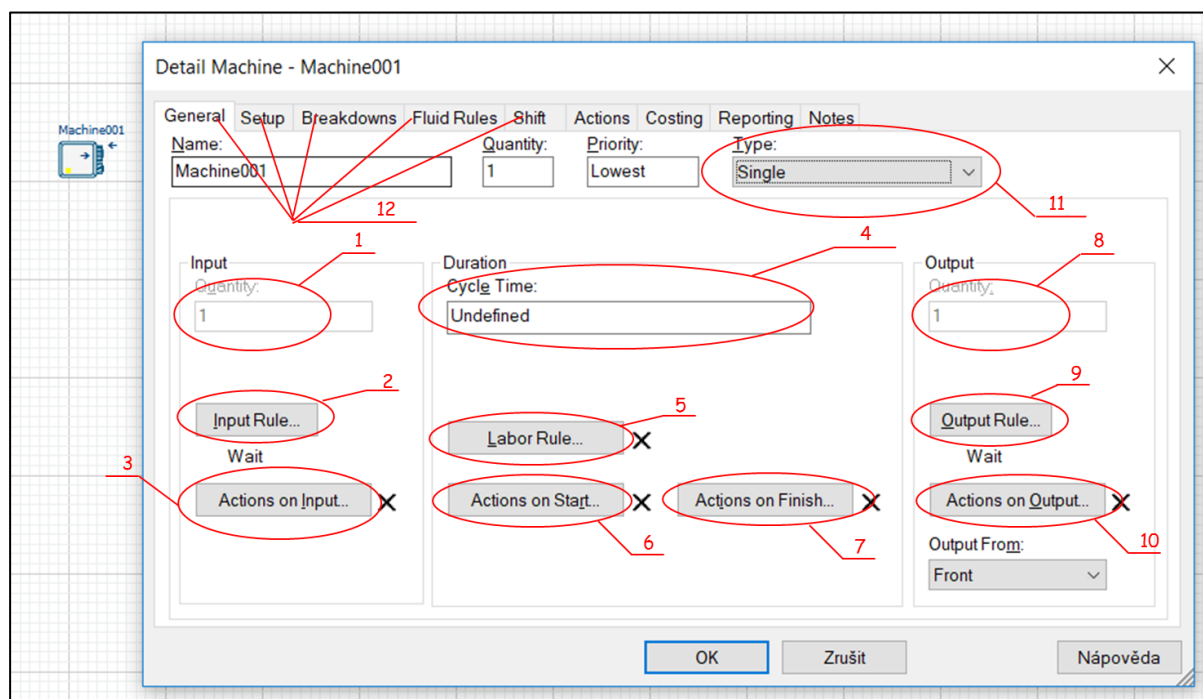 Detail Machine - Machine001
Machine001
General Setup Breakdowns Fluid Rules Shift Actions Costing Reporting Notes
Name: Quantity: Priority: Type:
Machine001 1 Lowest Single
12
11
1
4
8
Input Duration Output
Quantity: Cycle Time: Quantity:
1 Undefined 1
2
9
5
Input Rule... Labor Rule... Output Rule...
Wait Wait
3
Actions on Input... Actions on Start... Actions on Finish... Actions on Output...
6
7
10
Output From:
Front
OK Zrušit Nápověda